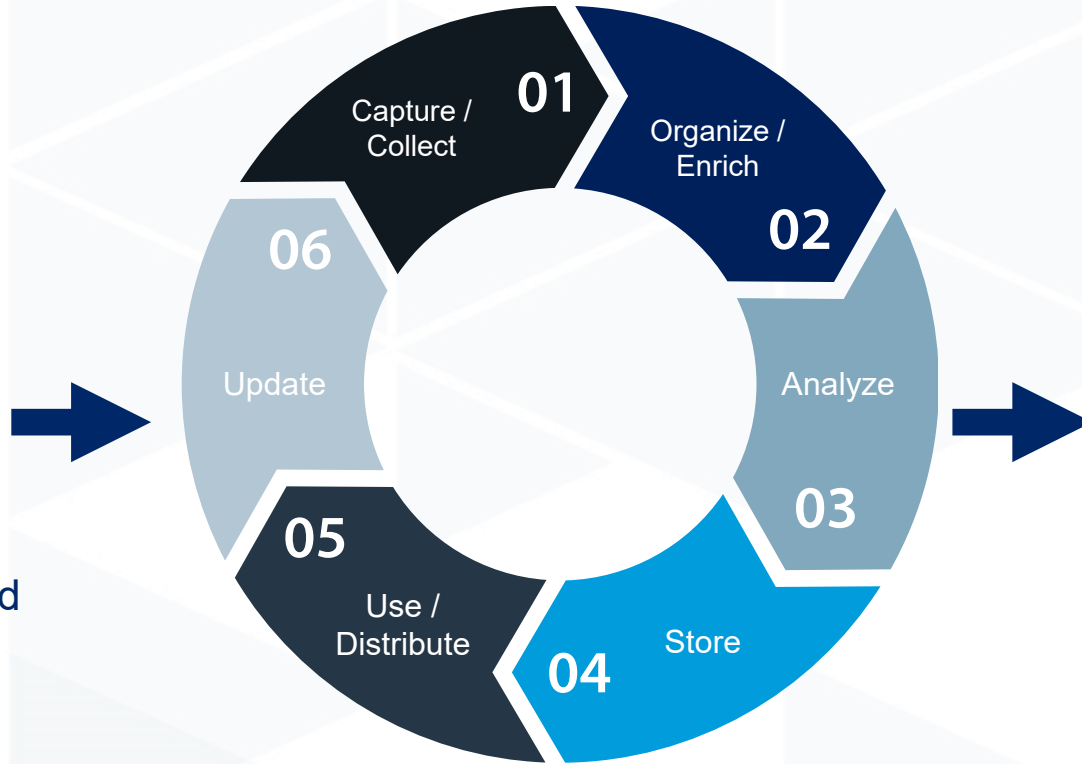 01
Capture /
Collect
02
Organize /
Enrich
03
Analyze
04
Store
05
Use /
Distribute
06
Update
d